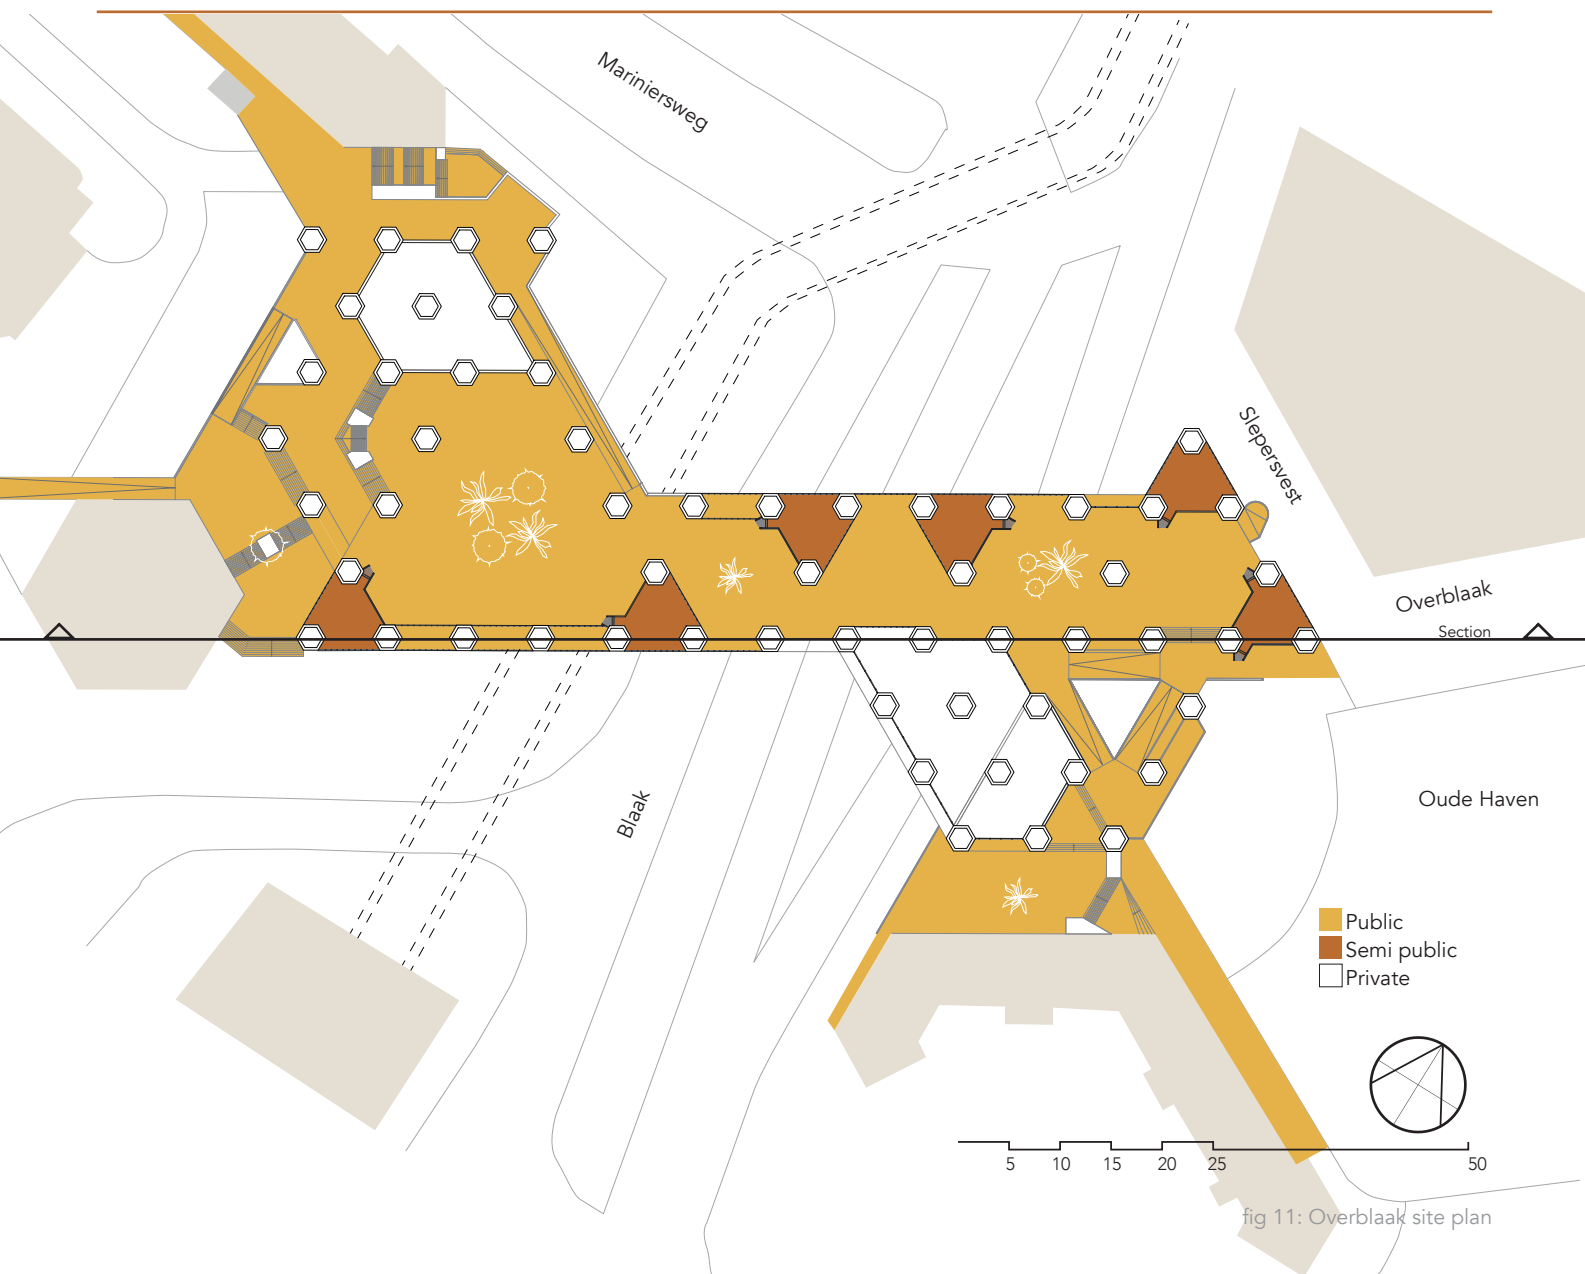 Mariniersweg
Slepersvest
Overblaak
Section
Blaak
Oude Haven
Public
Semi public
Private
5 10 15 20 25 50
fig 11: Overblaak site plan